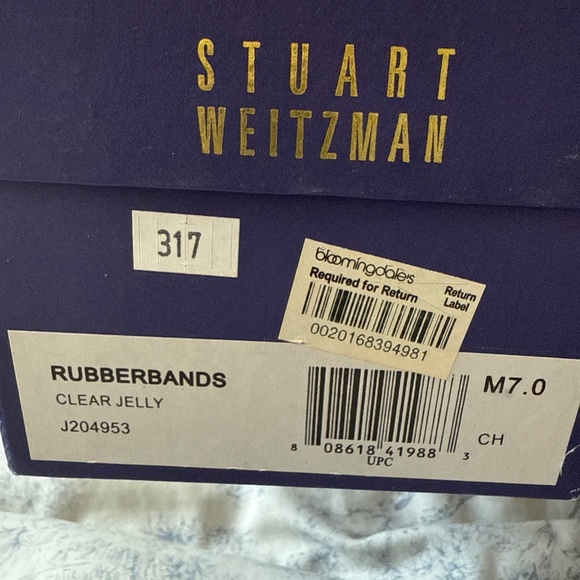 STUART
WEITZMAN
317
bloomingdale's
Required for Return
Return
Label
0020168394981
RUBBERBANDS
CLEAR JELLY
J204953
M7.0
8 08618 41988 3
UPC
CH